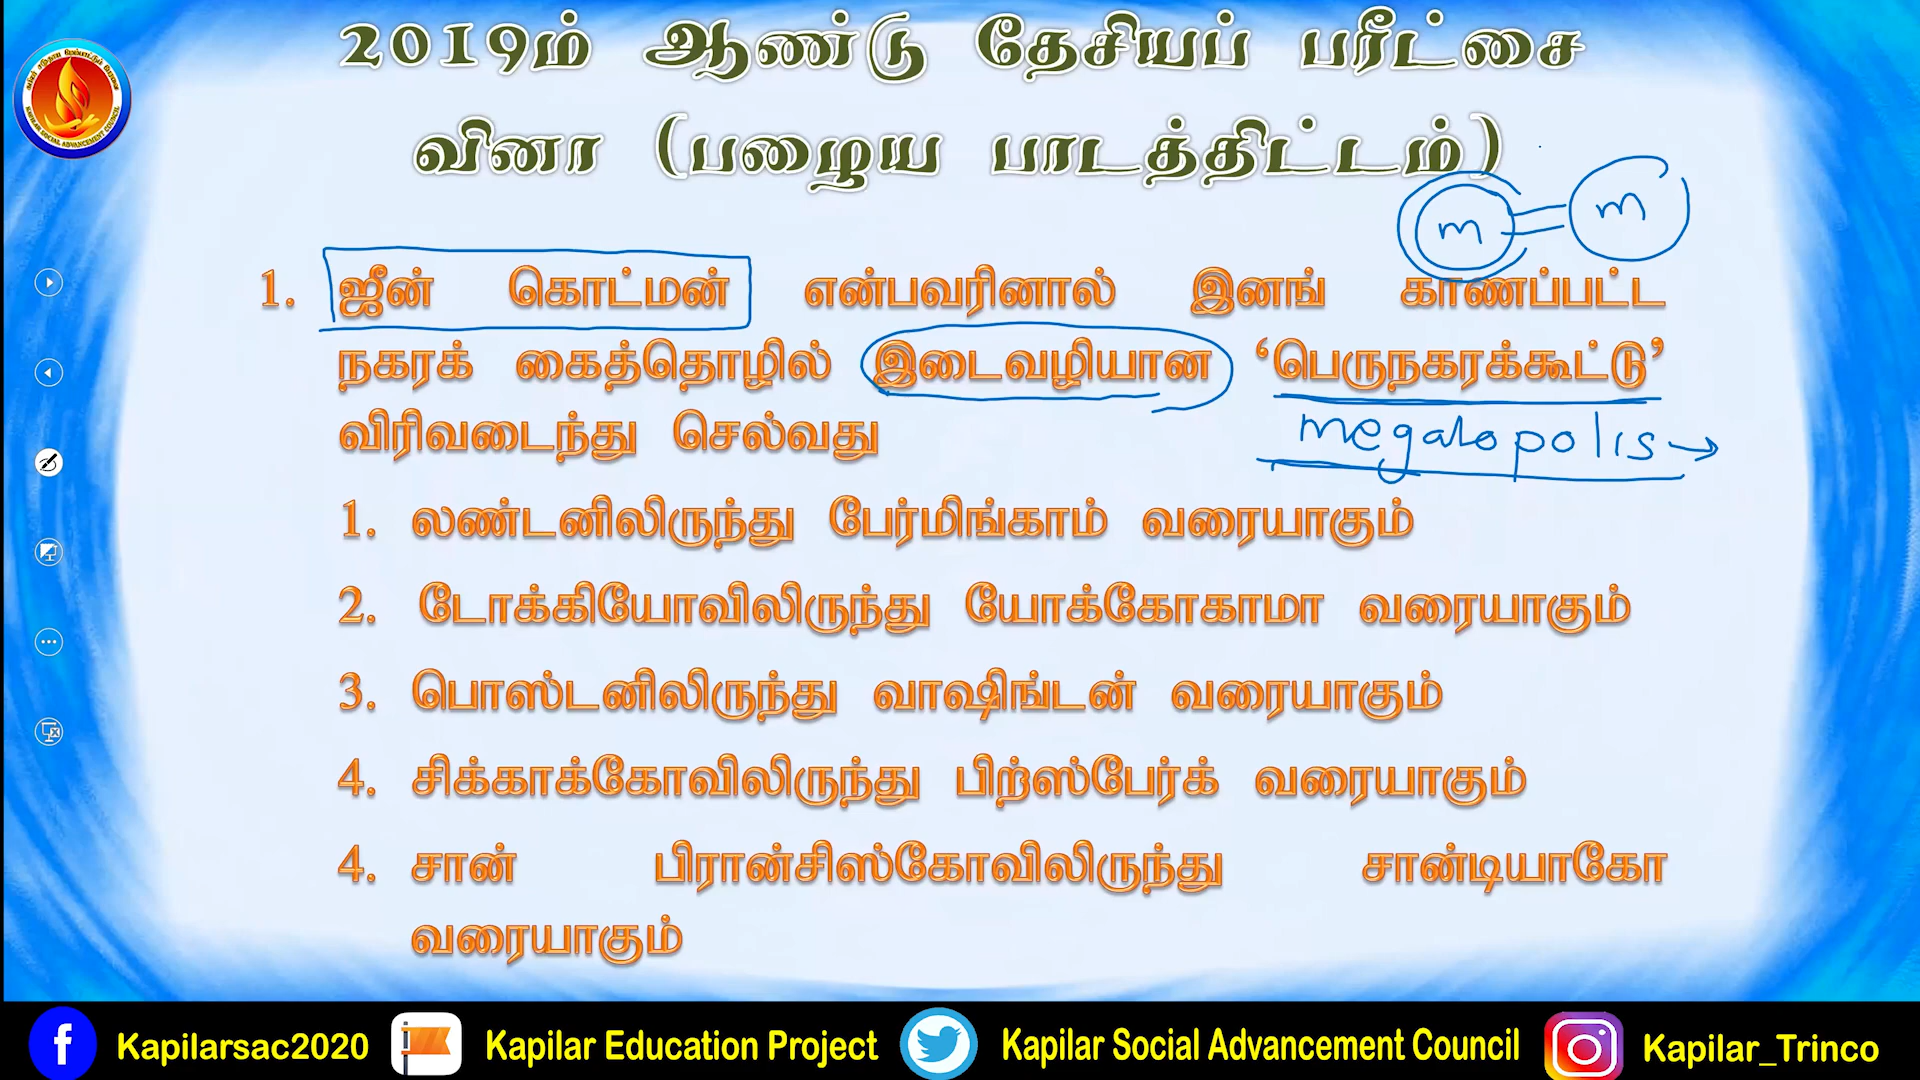 2019ம் ஆண்டு தேசியப் பரீட்சை
வினா (பழைய பாடத்திட்டம்)
m m
1. ஜீன் கொட்மன் என்பவரினால் இனங் காணப்பட்ட
நகரக் கைத்தொழில் இடைவழியான ‘பெருநகரக்கூட்டு’
விரிவடைந்து செல்வது
megalopolis
1. லண்டனிலிருந்து பேர்மிங்காம் வரையாகும்
2. டோக்கியோவிலிருந்து யோக்கோகாமா வரையாகும்
3. பொஸ்டனிலிருந்து வாஷிங்டன் வரையாகும்
4. சிக்காக்கோவிலிருந்து பிற்ஸ்பேர்க் வரையாகும்
4. சான் பிரான்சிஸ்கோவிலிருந்து சான்டியாகோ
வரையாகும்
Kapilarsac2020 Kapilar Education Project Kapilar Social Advancement Council Kapilar_Trinco